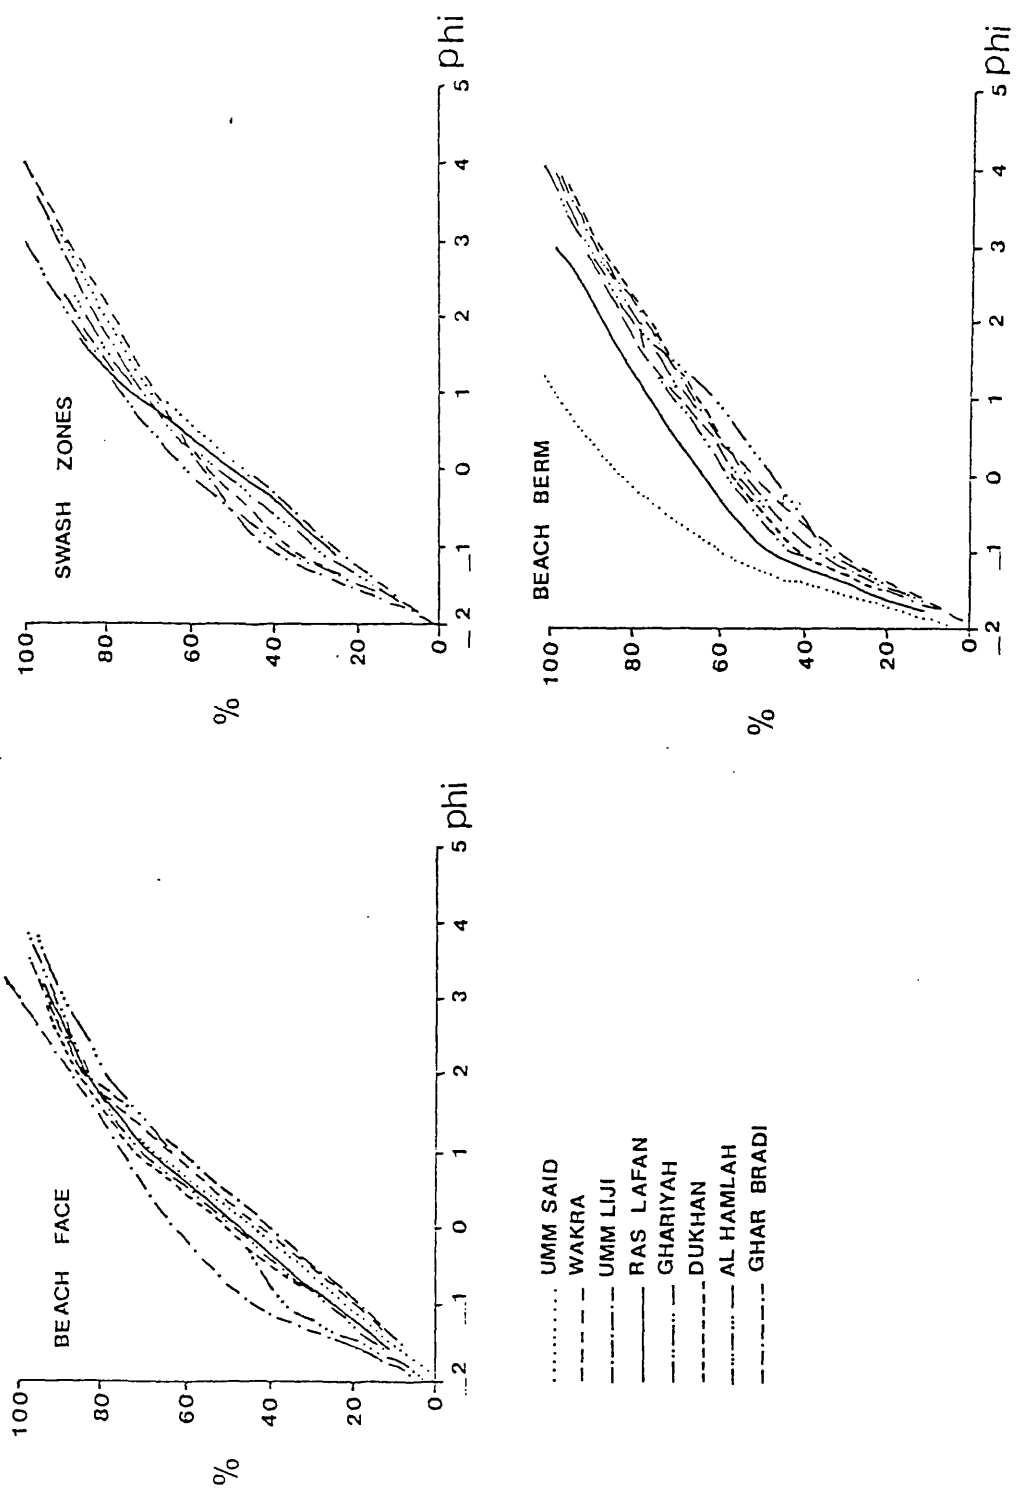 BEACH FACE
%
100
80
60
40
20
0
–2 –1 0 1 2 3 4 5 phi
SWASH ZONES
%
100
80
60
40
20
0
–2 –1 0 1 2 3 4 5 phi
UMM SAID
WAKRA
UMM LIJI
RAS LAFAN
GHARIYAH
DUKHAN
AL HAMLAH
GHAR BRADI
BEACH BERM
%
100
80
60
40
20
0
–2 –1 0 1 2 3 4 5 phi